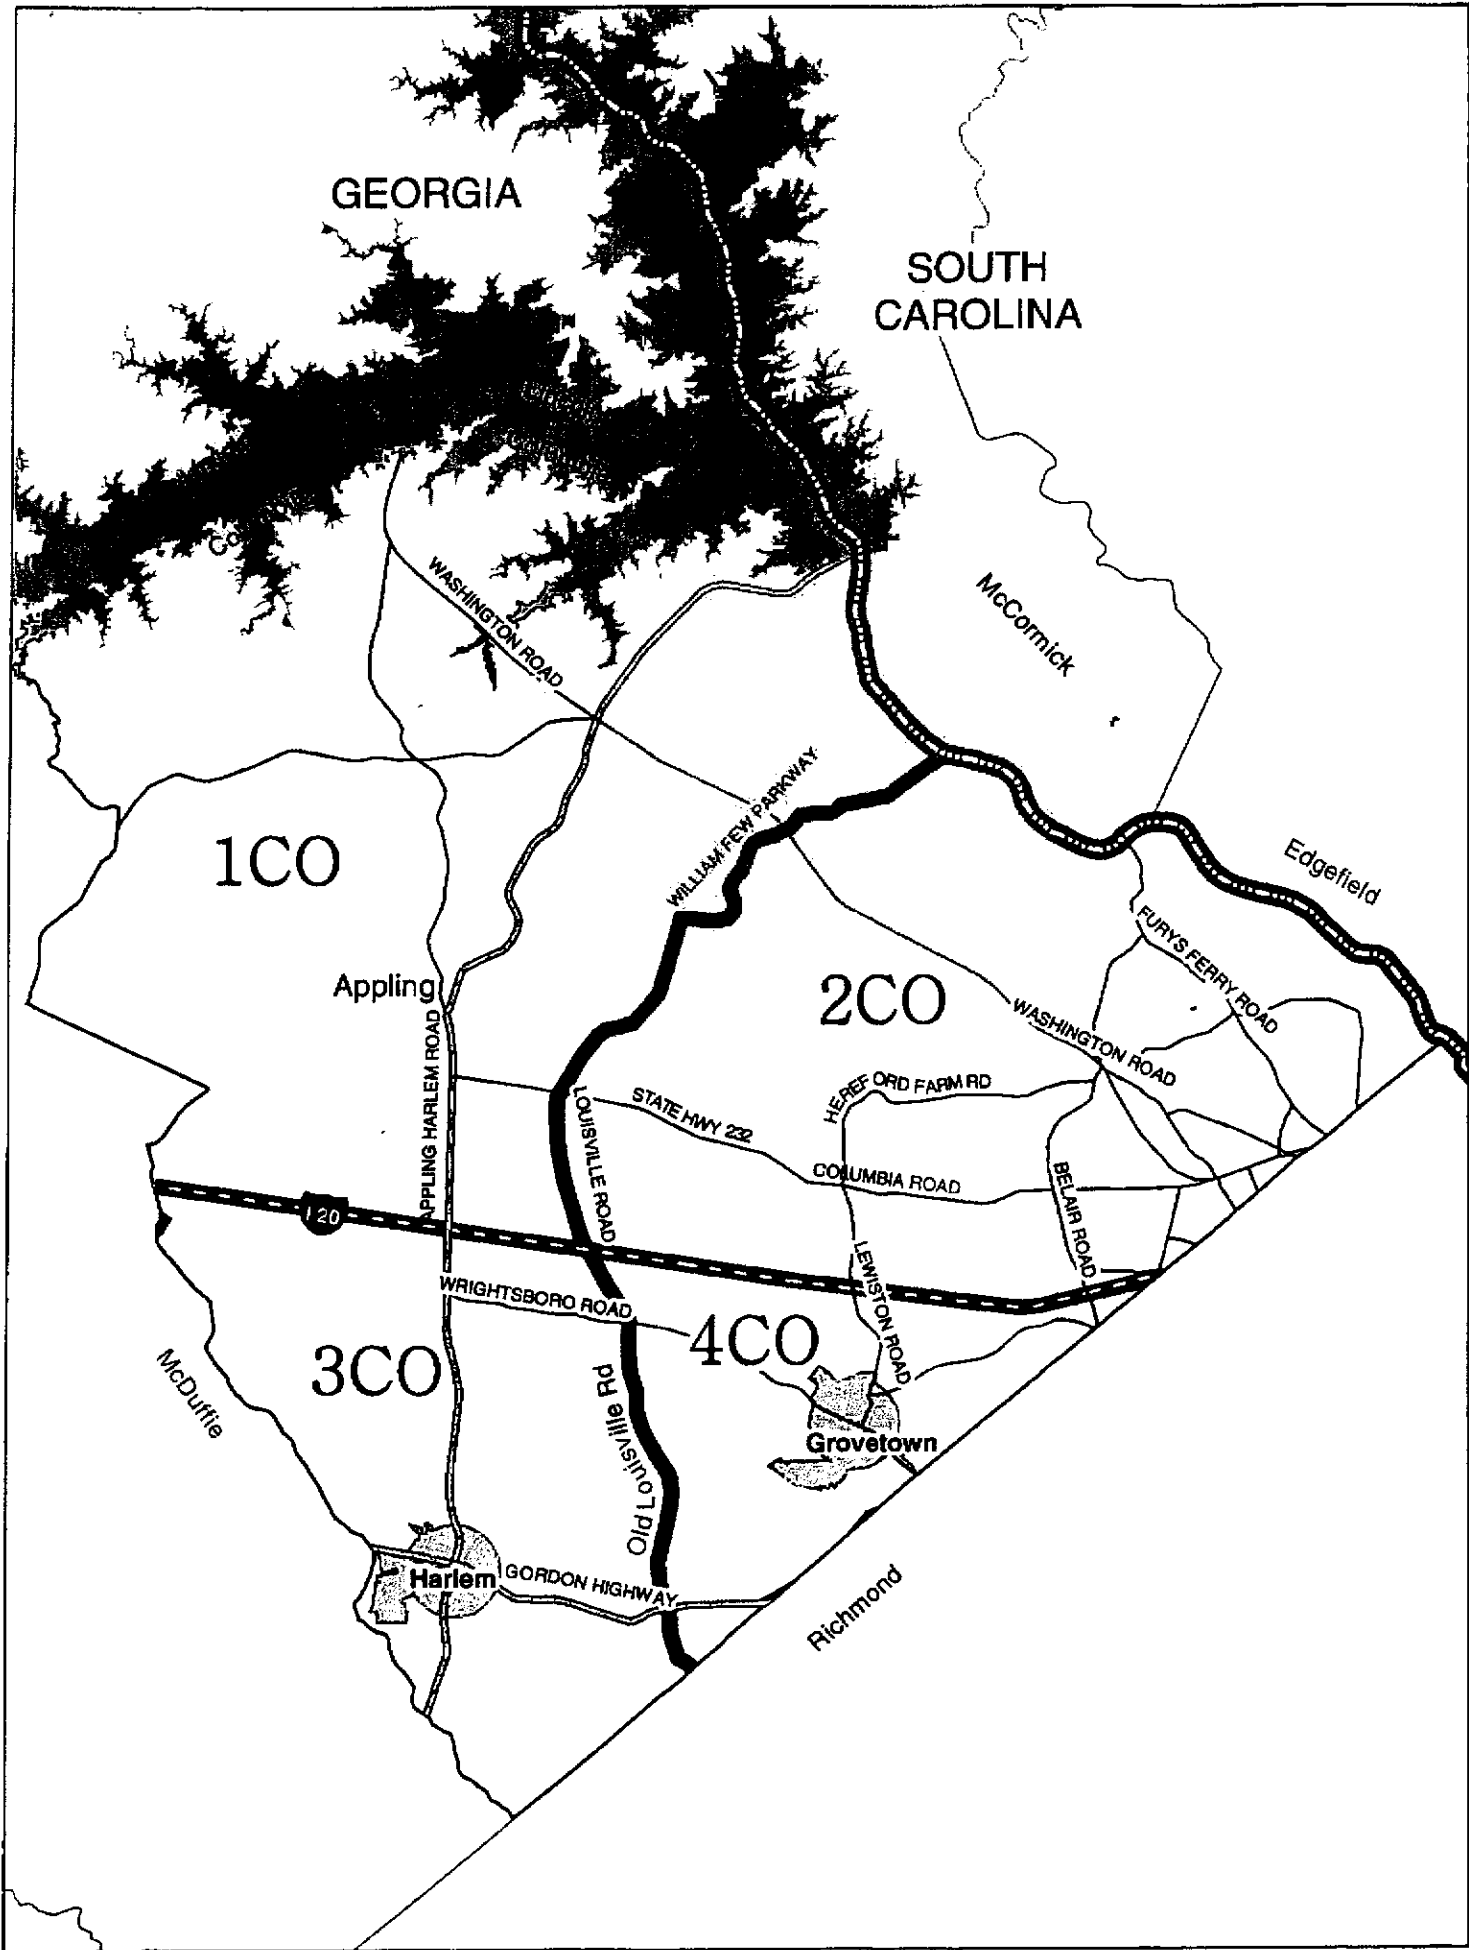 GEORGIA
SOUTH
CAROLINA
WASHINGTON ROAD
McCormick
WILLIAM FEW PARKWAY
1CO
Edgefield
FURYS FERRY ROAD
Appling
2CO
WASHINGTON ROAD
APPLING HARLEM ROAD
HEREFORD FARM RD
LOUISVILLE ROAD
STATE HWY 232
COLUMBIA ROAD
BELAIR ROAD
I-20
LEWISTON ROAD
WRIGHTSBORO ROAD
4CO
3CO
McDuffie
Old Louisville Rd
Grovetown
Harlem
GORDON HIGHWAY
Richmond